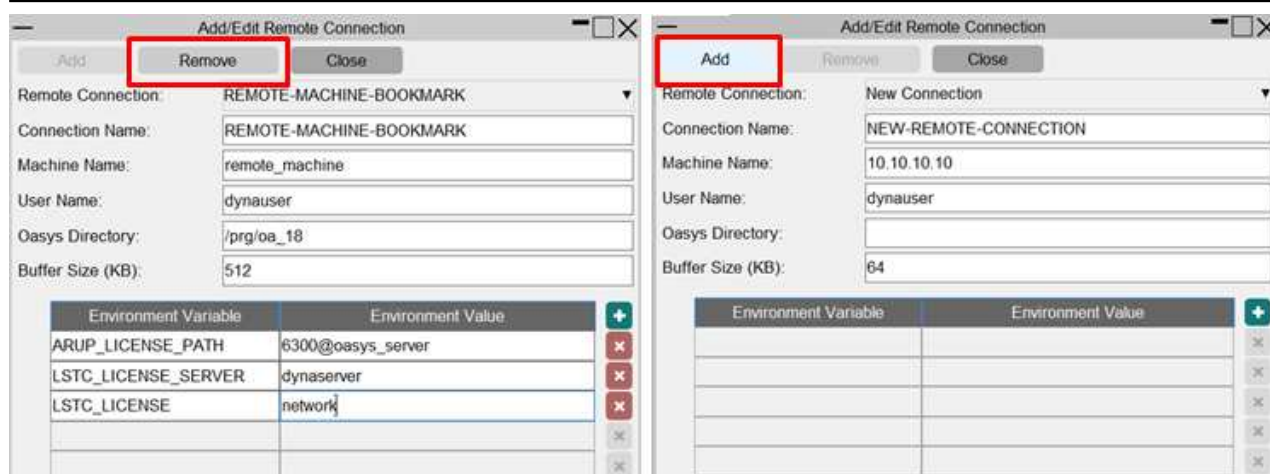 Add/Edit Remote Connection
Add Remove Close
Remote Connection: REMOTE-MACHINE-BOOKMARK
Connection Name: REMOTE-MACHINE-BOOKMARK
Machine Name: remote_machine
User Name: dynauser
Oasys Directory: /prg/oa_18
Buffer Size (KB): 512
Environment Variable Environment Value
ARUP_LICENSE_PATH 6300@oasys_server
LSTC_LICENSE_SERVER dynaserver
LSTC_LICENSE network
Add/Edit Remote Connection
Add Remove Close
Remote Connection: New Connection
Connection Name: NEW-REMOTE-CONNECTION
Machine Name: 10.10.10.10
User Name: dynauser
Oasys Directory:
Buffer Size (KB): 64
Environment Variable Environment Value